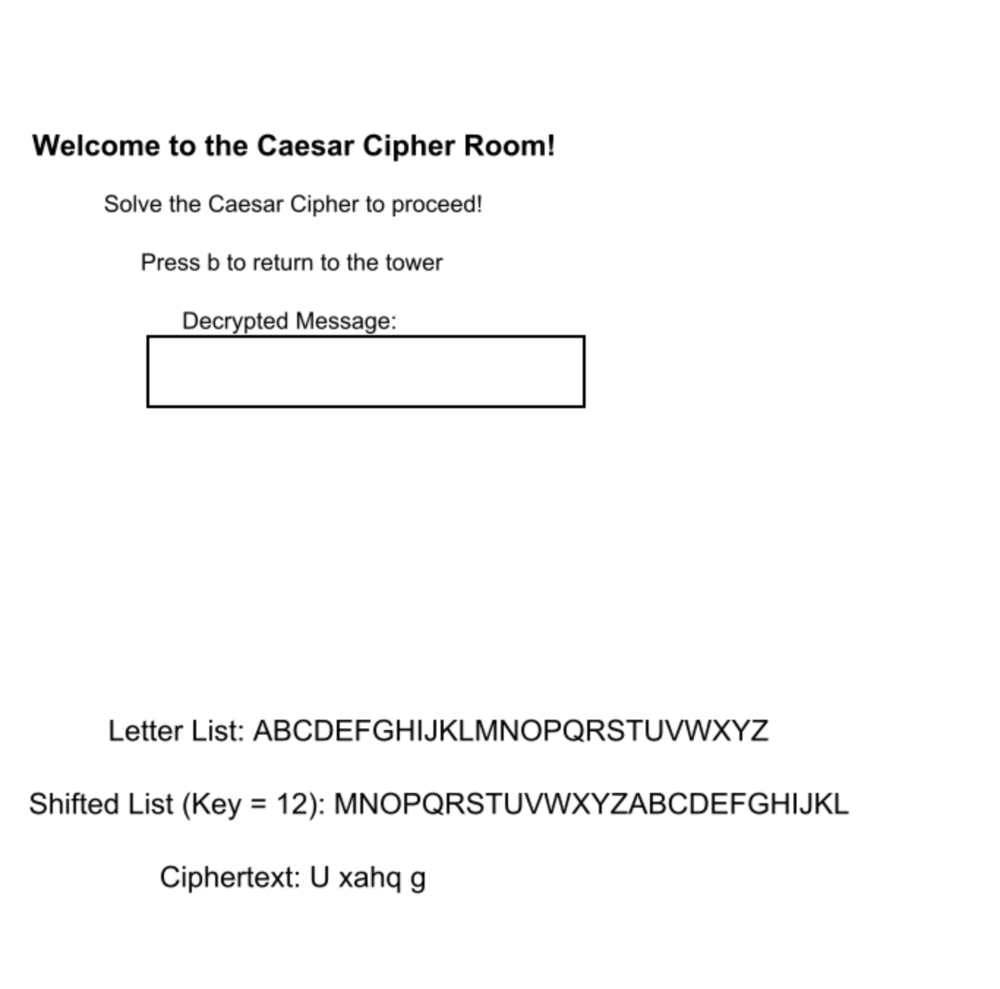 Welcome to the Caesar Cipher Room!
Solve the Caesar Cipher to proceed!
Press b to return to the tower
Decrypted Message:
Letter List: ABCDEFGHIJKLMNOPQRSTUVWXYZ
Shifted List (Key = 12): MNOPQRSTUVWXYZABCDEFGHIJKL
Ciphertext: U xahq g